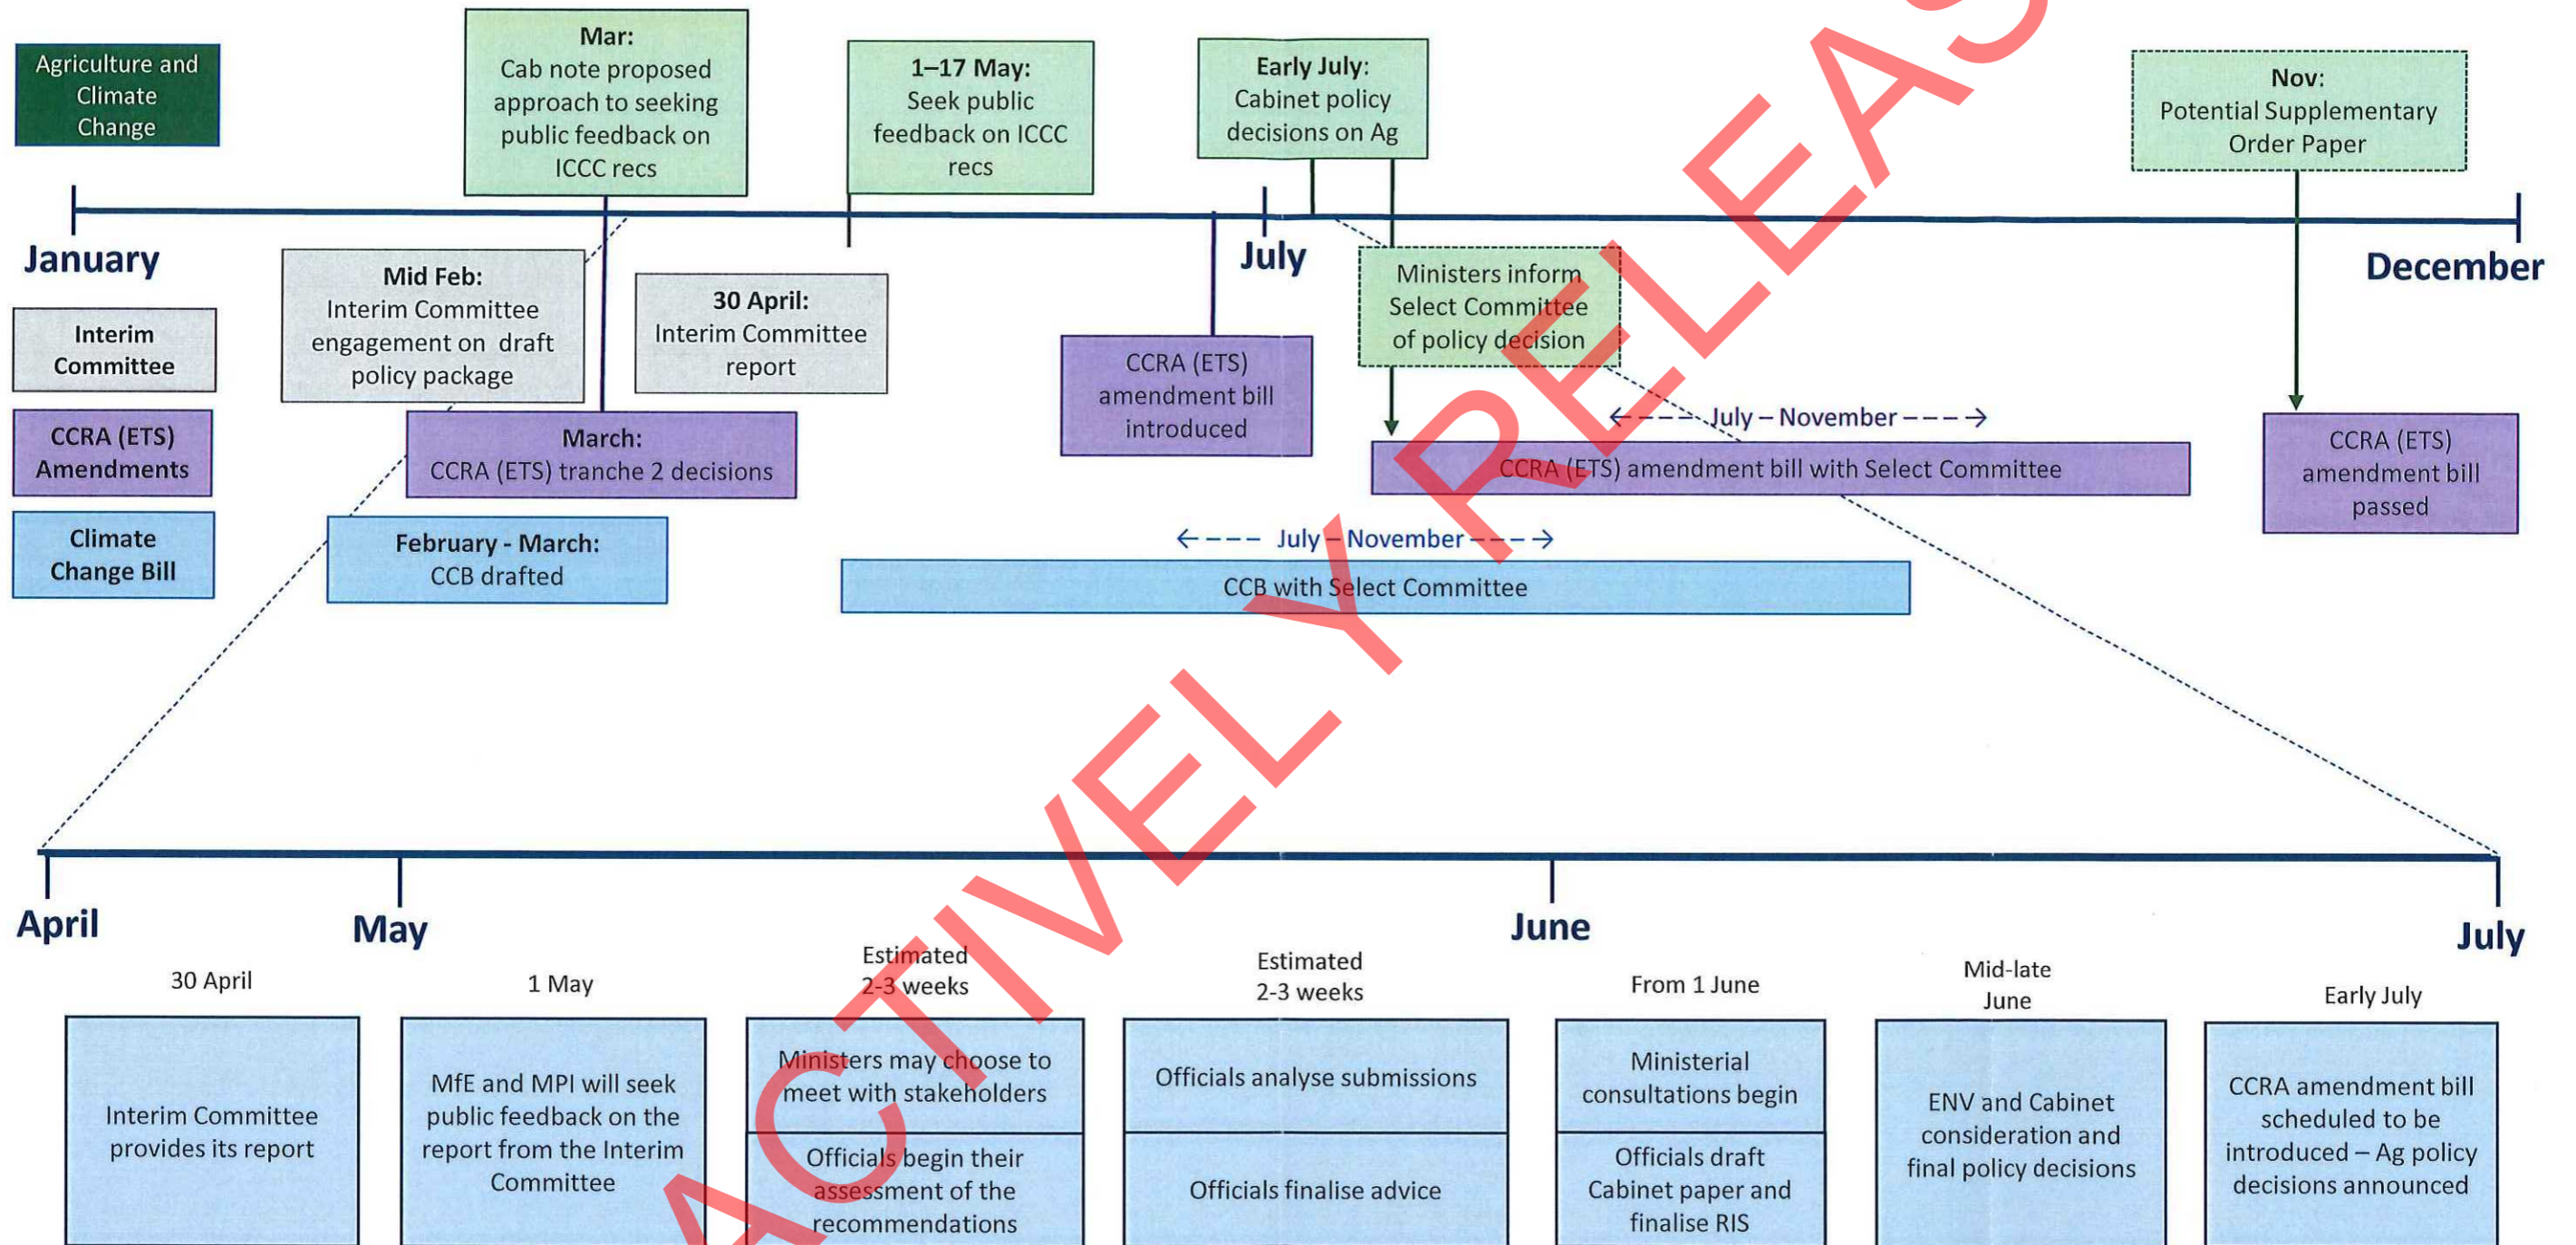 Agriculture and
Climate
Change
Mar:
Cab note proposed
approach to seeking
public feedback on
ICCC recs
1–17 May:
Seek public
feedback on ICCC
recs
Early July:
Cabinet policy
decisions on Ag
Nov:
Potential Supplementary
Order Paper
January
July
December
Mid Feb:
Interim Committee
engagement on draft
policy package
30 April:
Interim Committee
report
Ministers inform
Select Committee
of policy decision
Interim
Committee
CCRA (ETS)
Amendments
March:
CCRA (ETS) tranche 2 decisions
CCRA (ETS)
amendment bill
introduced
July – November
CCRA (ETS) amendment bill with Select Committee
CCRA (ETS)
amendment bill
passed
Climate
Change Bill
February - March:
CCB drafted
July – November
CCB with Select Committee
April
May
June
July
30 April
1 May
Estimated
2-3 weeks
Estimated
2-3 weeks
From 1 June
Mid-late
June
Early July
Interim Committee
provides its report
MfE and MPI will seek
public feedback on the
report from the Interim
Committee
Ministers may choose to
meet with stakeholders
Officials begin their
assessment of the
recommendations
Officials analyse submissions
Officials finalise advice
Ministerial
consultations begin
Officials draft
Cabinet paper and
finalise RIS
ENV and Cabinet
consideration and
final policy decisions
CCRA amendment bill
scheduled to be
introduced – Ag policy
decisions announced
ACTIVELY RELEAS